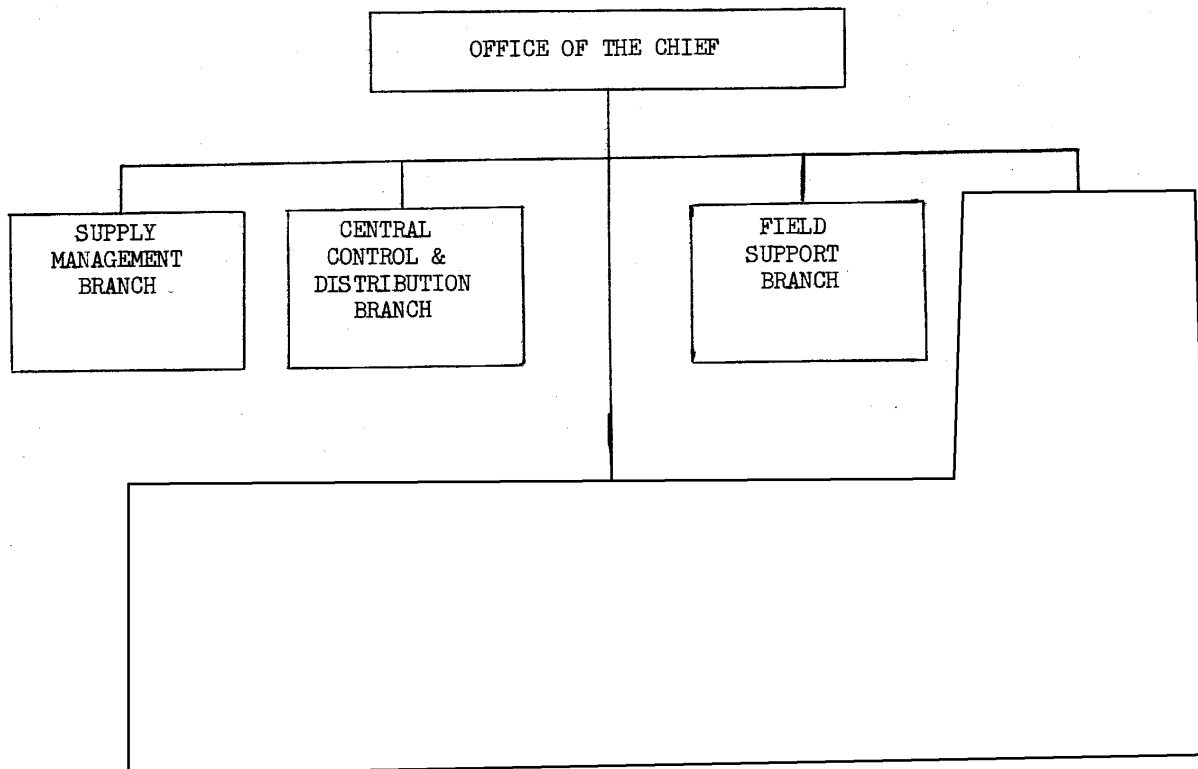 OFFICE OF THE CHIEF
SUPPLY
MANAGEMENT
BRANCH
CENTRAL
CONTROL &
DISTRIBUTION
BRANCH
FIELD
SUPPORT
BRANCH